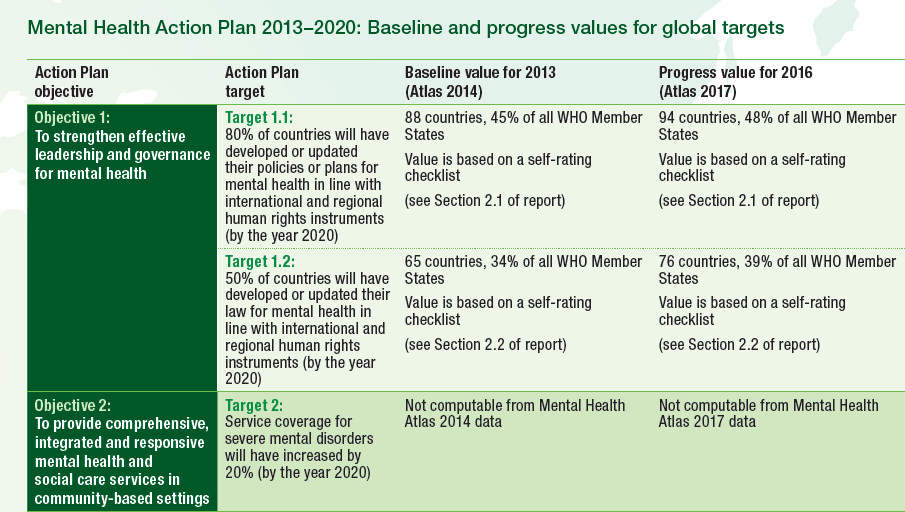 Mental Health Action Plan 2013–2020: Baseline and progress values for global targets
Action Plan
objective
Action Plan
target
Baseline value for 2013
(Atlas 2014)
Progress value for 2016
(Atlas 2017)
Objective 1:
To strengthen effective
leadership and governance
for mental health
Target 1.1:
80% of countries will have
developed or updated
their policies or plans for
mental health in line with
international and regional
human rights instruments
(by the year 2020)
88 countries, 45% of all WHO Member
States
Value is based on a self-rating
checklist
(see Section 2.1 of report)
94 countries, 48% of all WHO Member
States
Value is based on a self-rating
checklist
(see Section 2.1 of report)
Target 1.2:
50% of countries will have
developed or updated their
law for mental health in
line with international and
regional human rights
instruments (by the year
2020)
65 countries, 34% of all WHO Member
States
Value is based on a self-rating
checklist
(see Section 2.2 of report)
76 countries, 39% of all WHO Member
States
Value is based on a self-rating
checklist
(see Section 2.2 of report)
Objective 2:
To provide comprehensive,
integrated and responsive
mental health and
social care services in
community-based settings
Target 2:
Service coverage for
severe mental disorders
will have increased by
20% (by the year 2020)
Not computable from Mental Health
Atlas 2014 data
Not computable from Mental Health
Atlas 2017 data